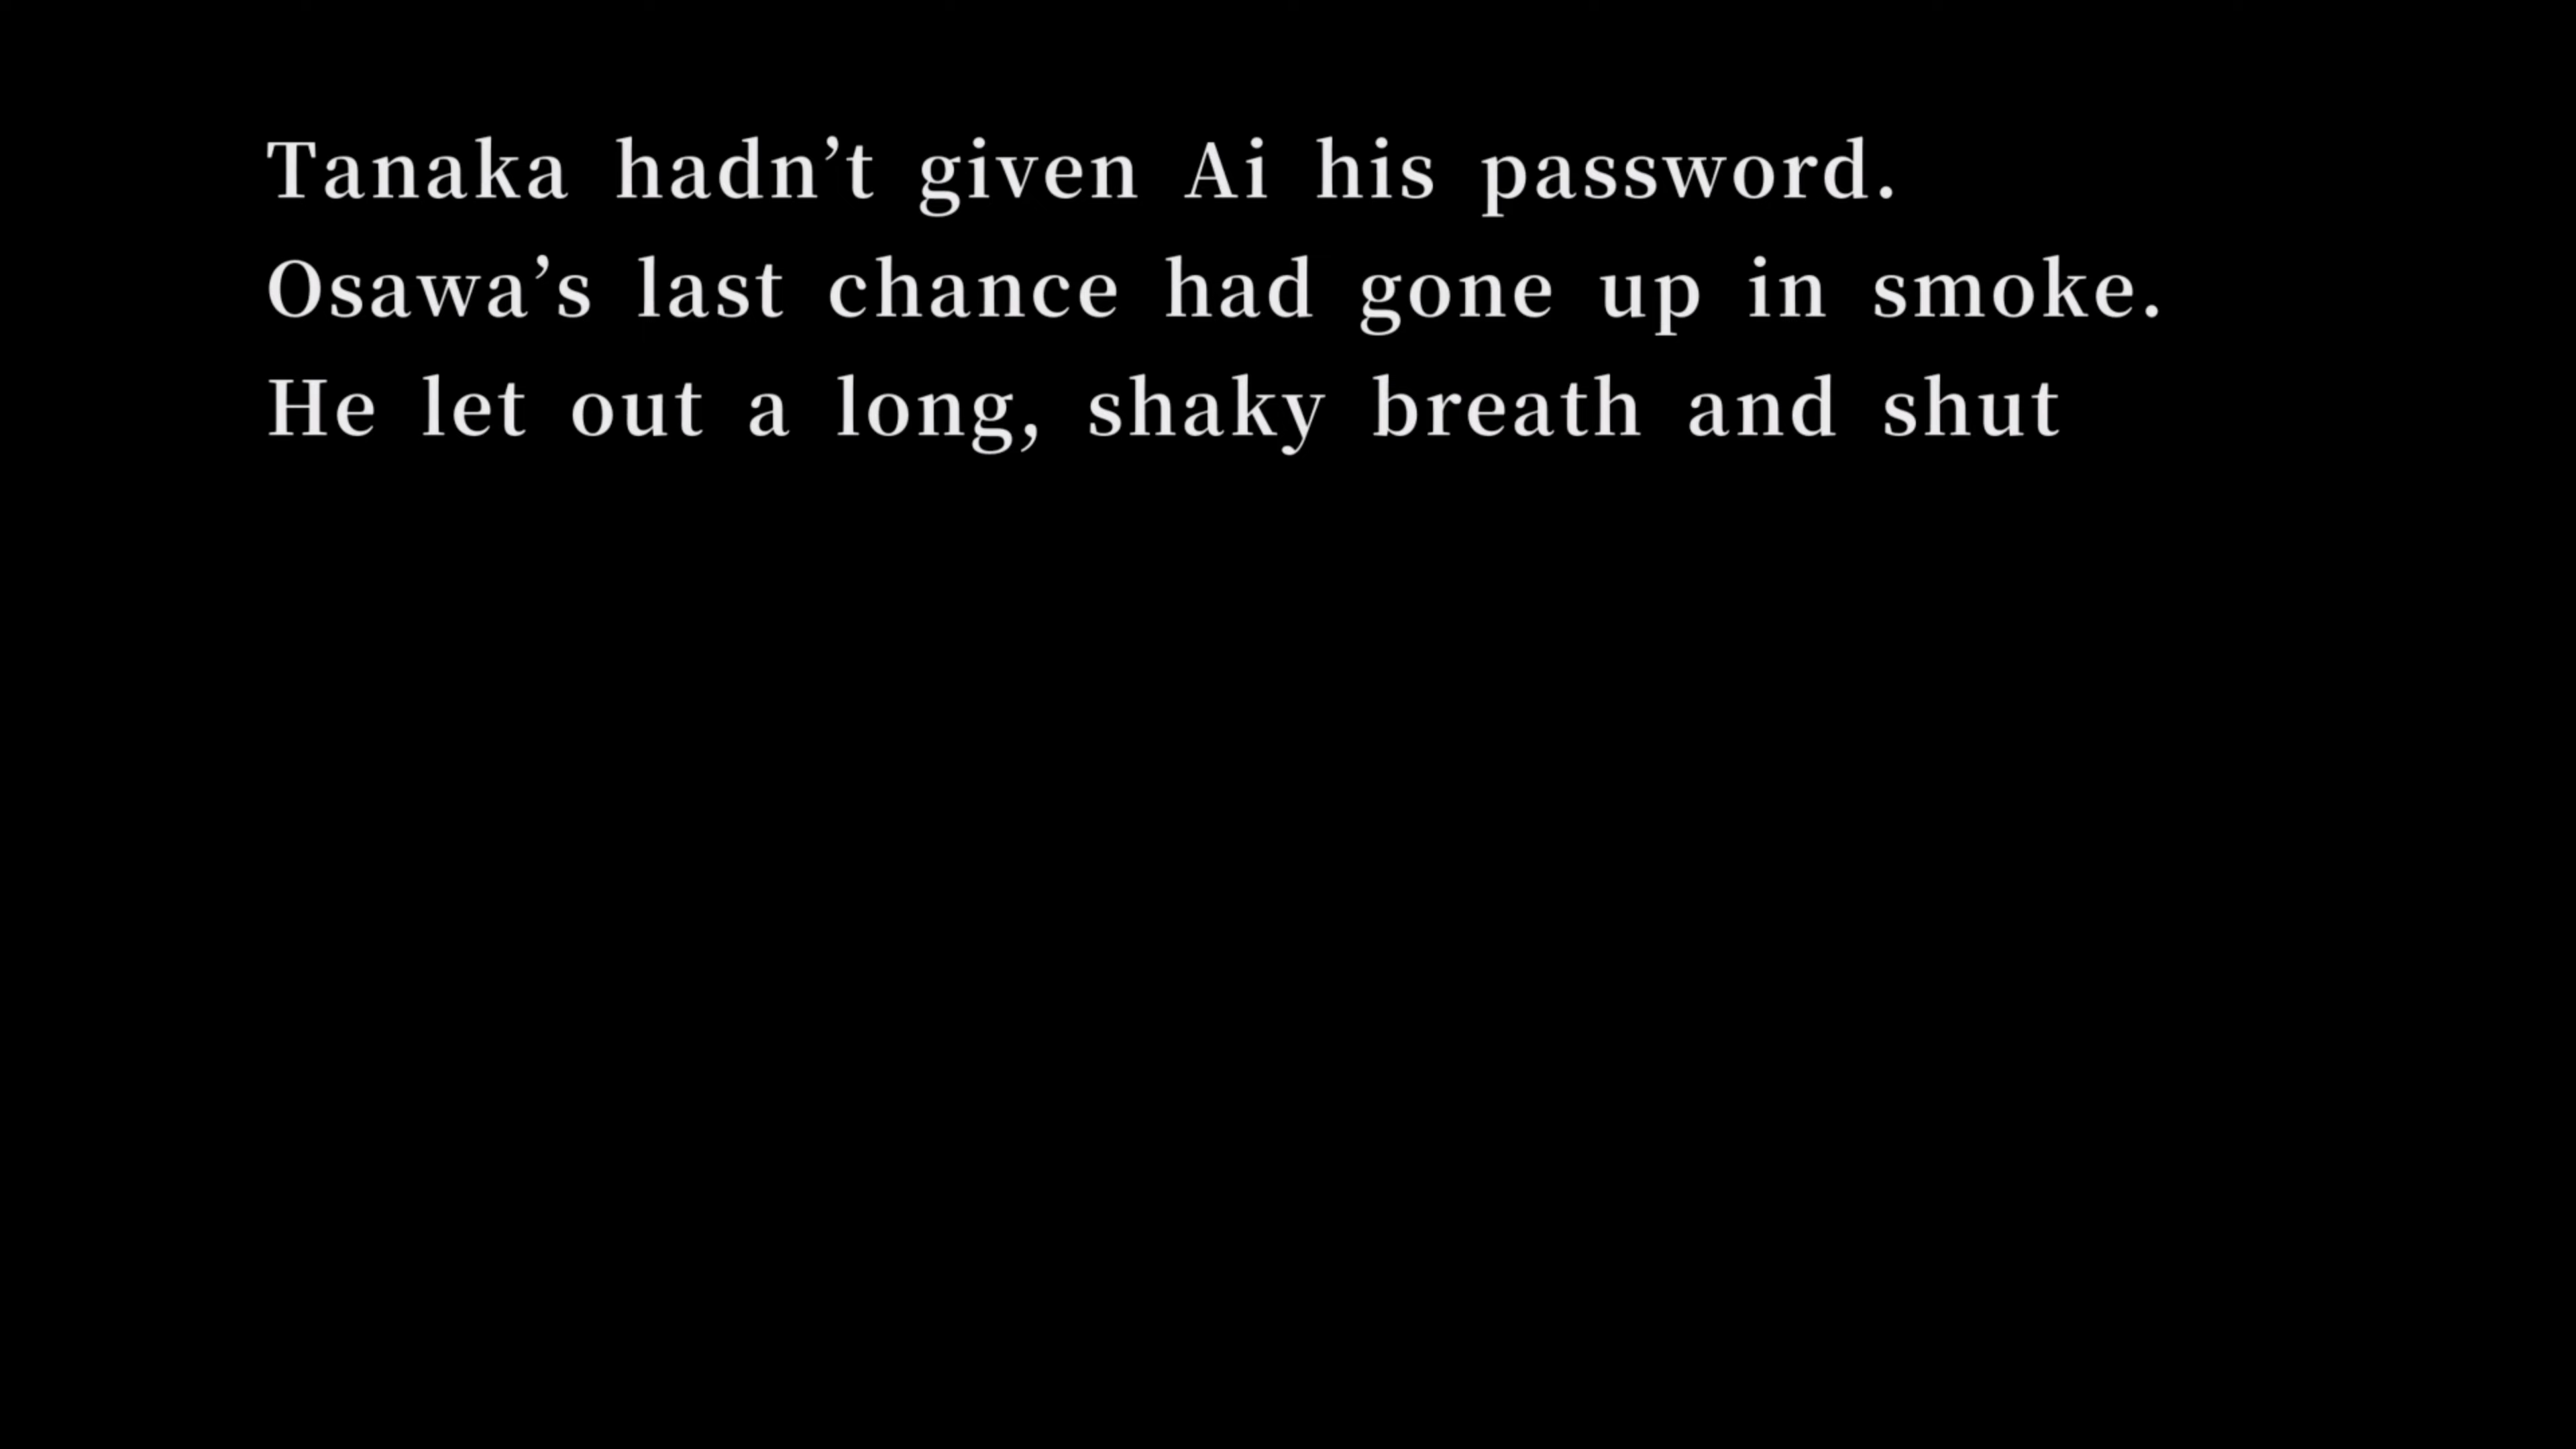 Tanaka hadn’t given Ai his password.
Osawa’s last chance had gone up in smoke.
He let out a long, shaky breath and shut